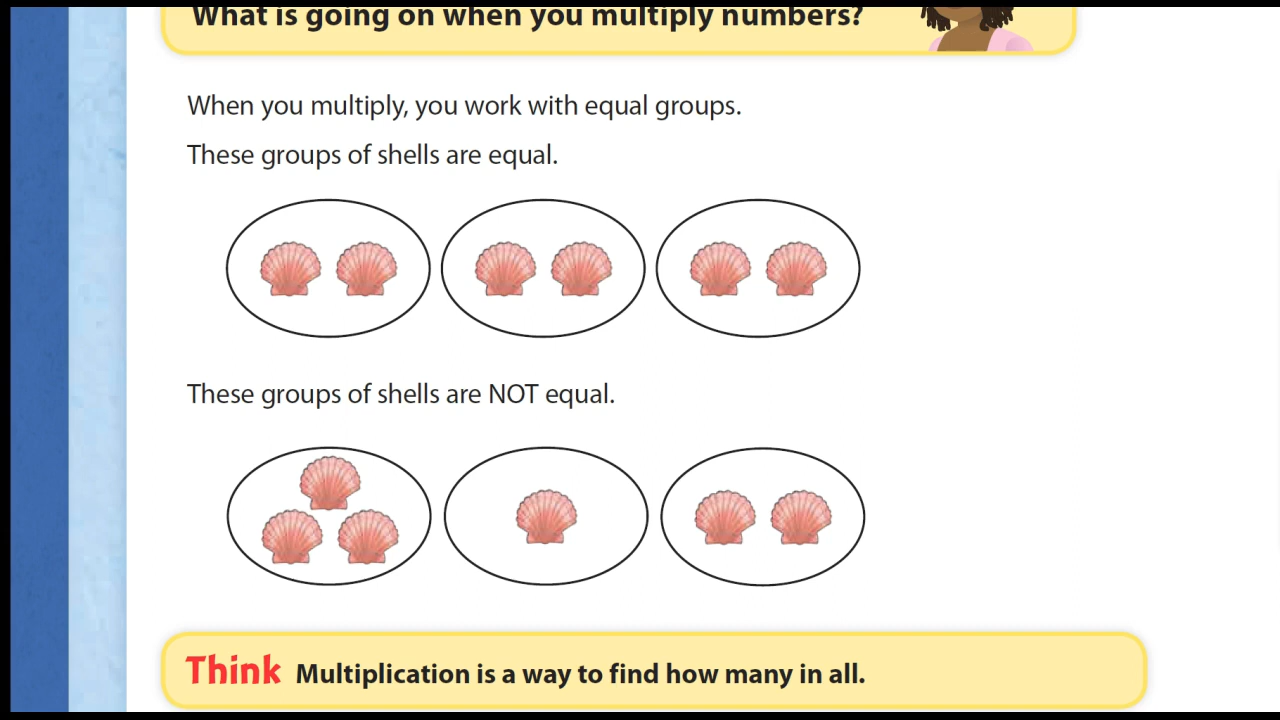 What is going on when you multiply numbers?
When you multiply, you work with equal groups.
These groups of shells are equal.
These groups of shells are NOT equal.
Think Multiplication is a way to find how many in all.